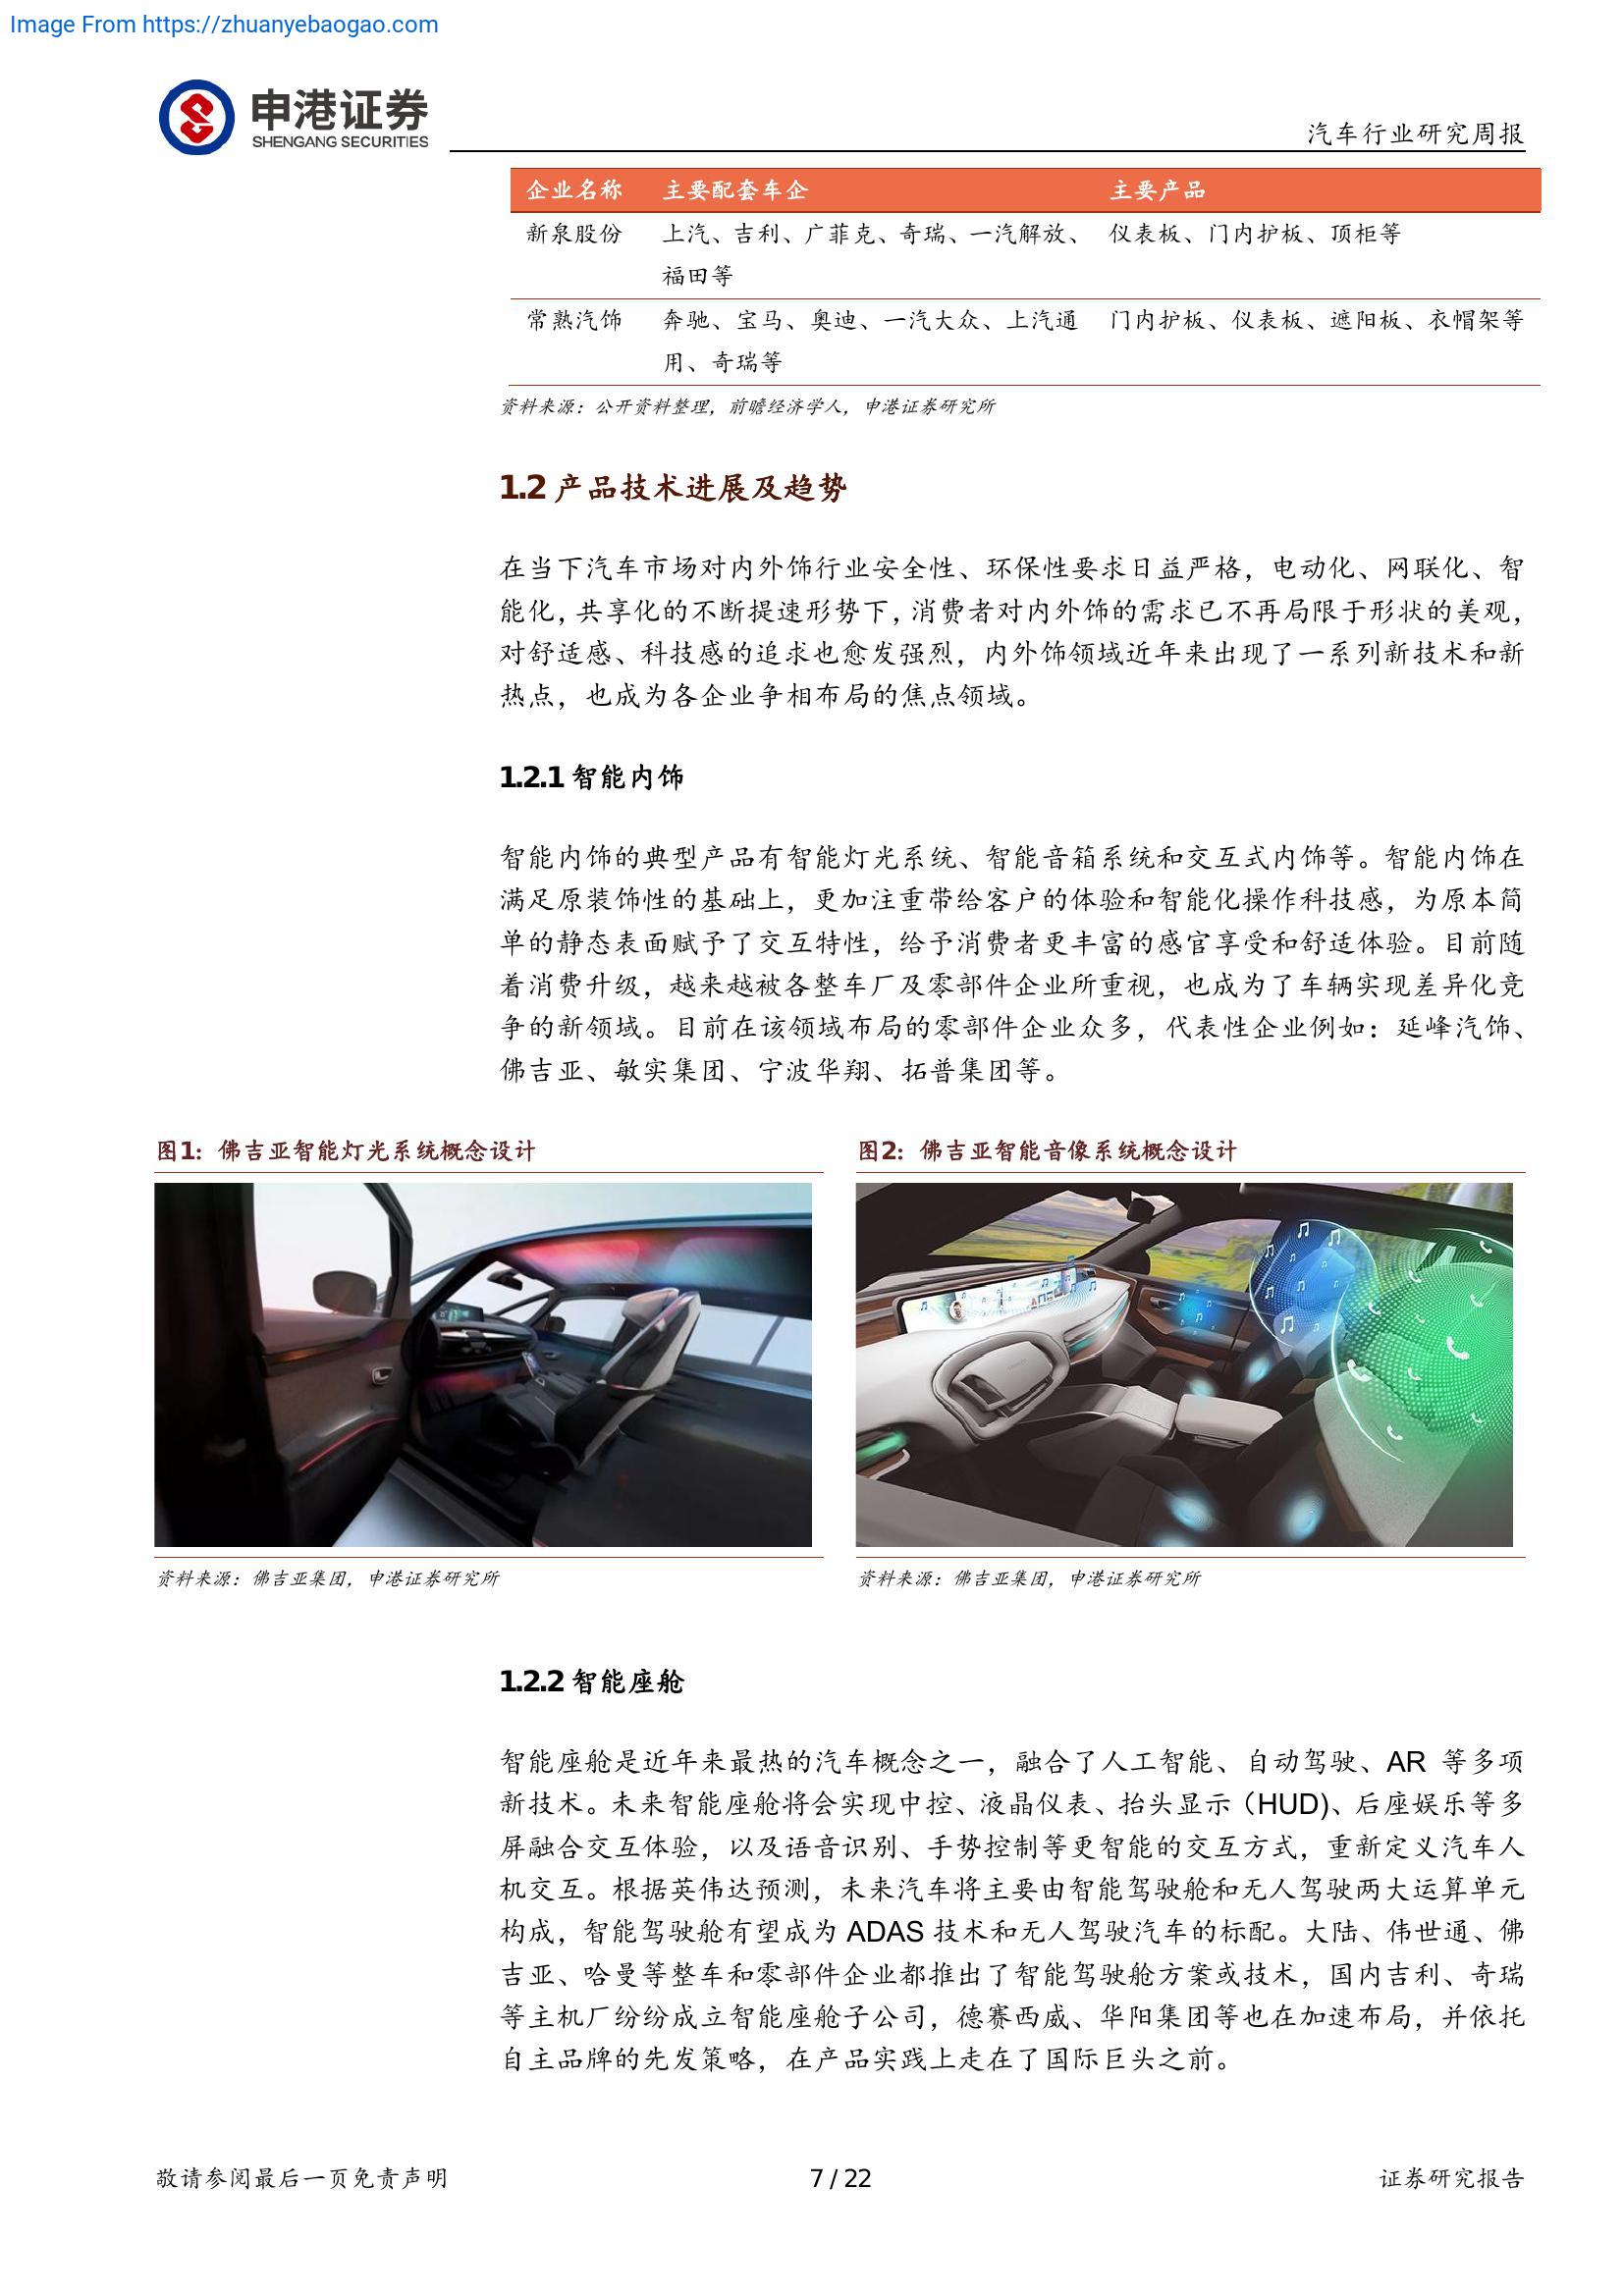 Image From https://zhuanyebaogao.com
申港证券
SHENGANG SECURITIES
汽车行业研究周报
企业名称 主要配套车企 主要产品
新泉股份 上汽、吉利、广菲克、奇瑞、一汽解放、 仪表板、门内护板、顶柜等
福田等
常熟汽饰 奔驰、宝马、奥迪、一汽大众、上汽通 门内护板、仪表板、遮阳板、衣帽架等
用、奇瑞等
资料来源：公开资料整理，前瞻经济学人，申港证券研究所
1.2 产品技术进展及趋势
在当下汽车市场对内外饰行业安全性、环保性要求日益严格，电动化、网联化、智
能化，共享化的不断提速形势下，消费者对内外饰的需求已不再局限于形状的美观，
对舒适感、科技感的追求也愈发强烈，内外饰领域近年来出现了一系列新技术和新
热点，也成为各企业争相布局的焦点领域。
1.2.1 智能内饰
智能内饰的典型产品有智能灯光系统、智能音箱系统和交互式内饰等。智能内饰在
满足原装饰性的基础上，更加注重带给客户的体验和智能化操作科技感，为原本简
单的静态表面赋予了交互特性，给予消费者更丰富的感官享受和舒适体验。目前随
着消费升级，越来越被各整车厂及零部件企业所重视，也成为了车辆实现差异化竞
争的新领域。目前在该领域布局的零部件企业众多，代表性企业例如：延峰汽饰、
佛吉亚、敏实集团、宁波华翔、拓普集团等。
图1：佛吉亚智能灯光系统概念设计
图2：佛吉亚智能音像系统概念设计
资料来源：佛吉亚集团，申港证券研究所
资料来源：佛吉亚集团，申港证券研究所
1.2.2 智能座舱
智能座舱是近年来最热的汽车概念之一，融合了人工智能、自动驾驶、AR 等多项
新技术。未来智能座舱将会实现中控、液晶仪表、抬头显示（HUD)、后座娱乐等多
屏融合交互体验，以及语音识别、手势控制等更智能的交互方式，重新定义汽车人
机交互。根据英伟达预测，未来汽车将主要由智能驾驶舱和无人驾驶两大运算单元
构成，智能驾驶舱有望成为 ADAS 技术和无人驾驶汽车的标配。大陆、伟世通、佛
吉亚、哈曼等整车和零部件企业都推出了智能驾驶舱方案或技术，国内吉利、奇瑞
等主机厂纷纷成立智能座舱子公司，德赛西威、华阳集团等也在加速布局，并依托
自主品牌的先发策略，在产品实践上走在了国际巨头之前。
敬请参阅最后一页免责声明 7 / 22 证券研究报告